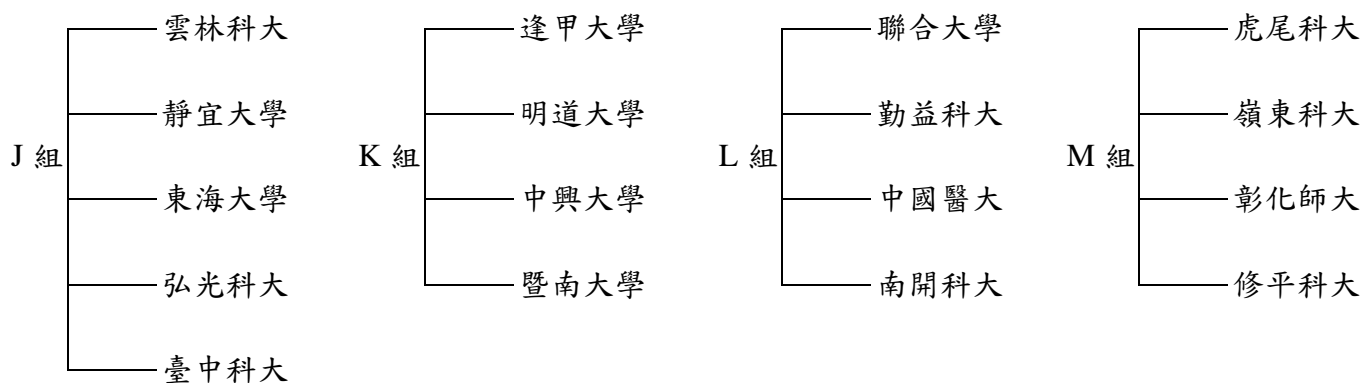 J 組
雲林科大
靜宜大學
東海大學
弘光科大
臺中科大
K 組
逢甲大學
明道大學
中興大學
暨南大學
L 組
聯合大學
勤益科大
中國醫大
南開科大
M 組
虎尾科大
嶺東科大
彰化師大
修平科大